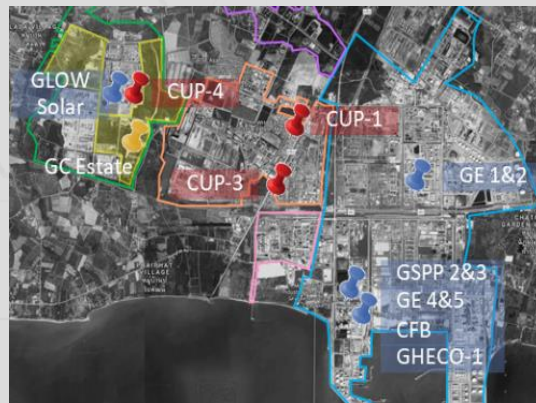 GLOW
Solar
CUP-4
GC Estate
CUP-1
CUP-3
GE 1&2
GSPP 2&3
GE 4&5
CFB
GHECO-1